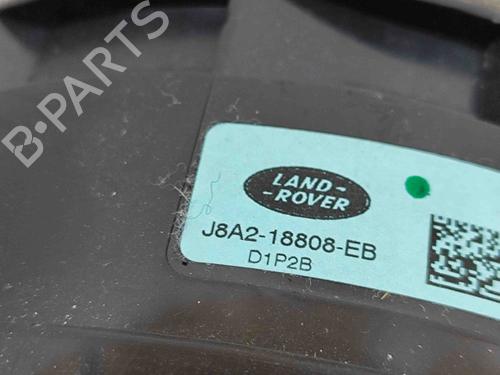 B·PARTS
LAND-
-ROVER
J8A2-18808-EB
D1P2B